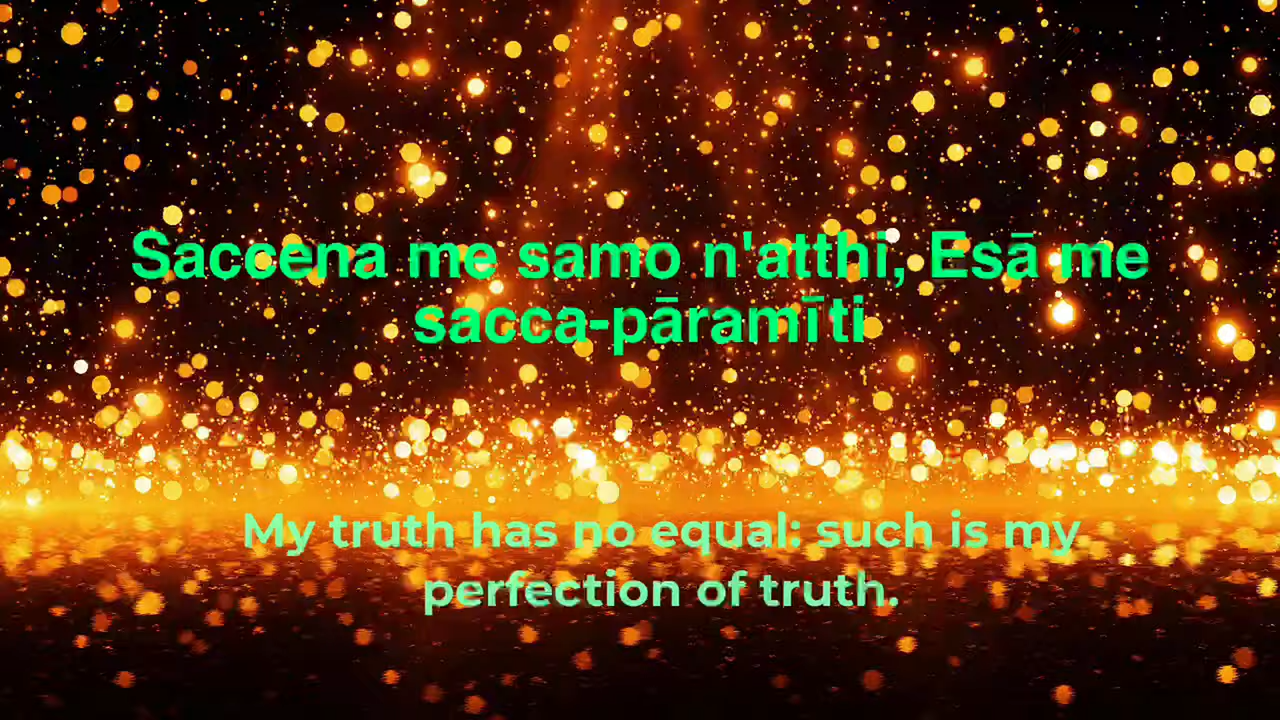 Saccena me samo n'atthi, Esā me
sacca-pāramīti
My truth has no equal: such is my
perfection of truth.